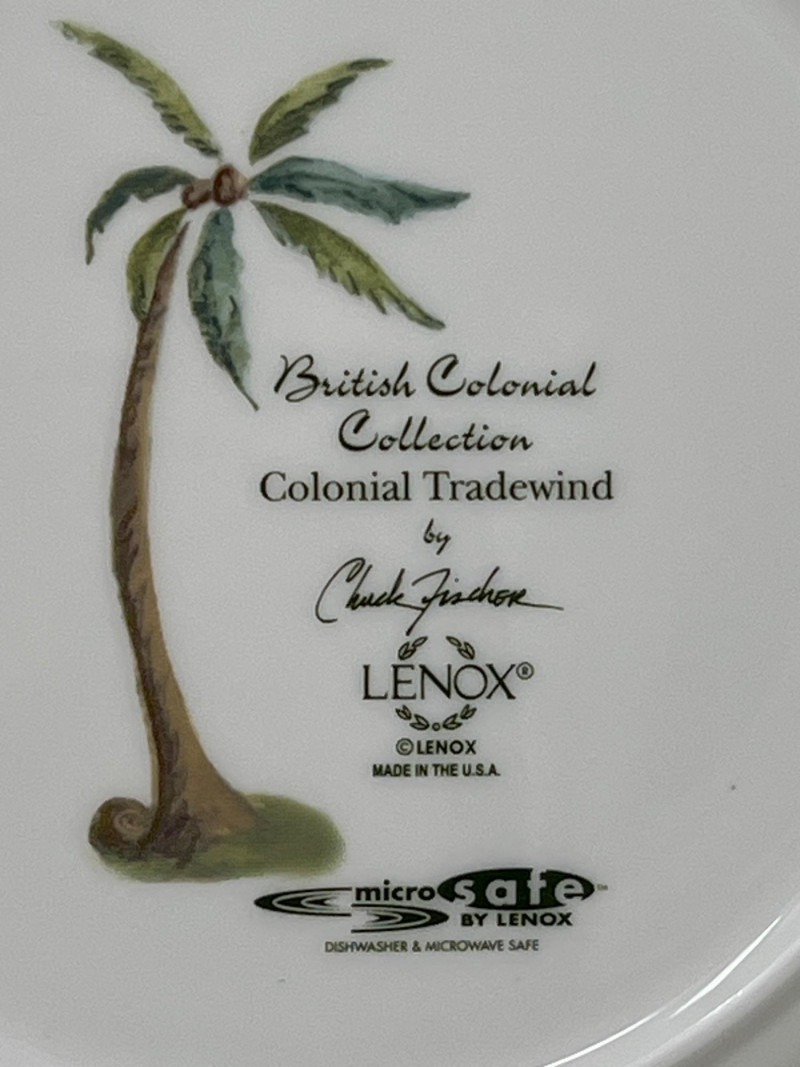 British Colonial
Collection
Colonial Tradewind
by
Chuck Fischer
LENOX®
© LENOX
MADE IN THE U.S.A.
micro safe™
BY LENOX
DISHWASHER & MICROWAVE SAFE